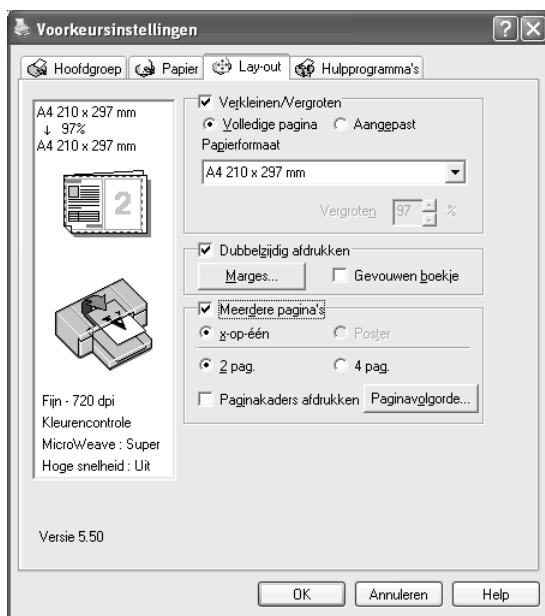 Voorkeursinstellingen
Hoofdgroep Papier Lay-out Hulpprogramma's
A4 210 x 297 mm
↓ 97%
A4 210 x 297 mm
2
Fijn - 720 dpi
Kleurencontrole
MicroWeave : Super
Hoge snelheid : Uit
Versie 5.50
Verkleinen/Vergroten
Volledige pagina Aangepast
Papierformaat
A4 210 x 297 mm
Vergroten 97 %
Dubbelzijdig afdrukken
Marges... Gevouwen boekje
Meerdere pagina's
x-op-één Poster
2 pag. 4 pag.
Paginakaders afdrukken Paginavolgorde...
OK Annuleren Help